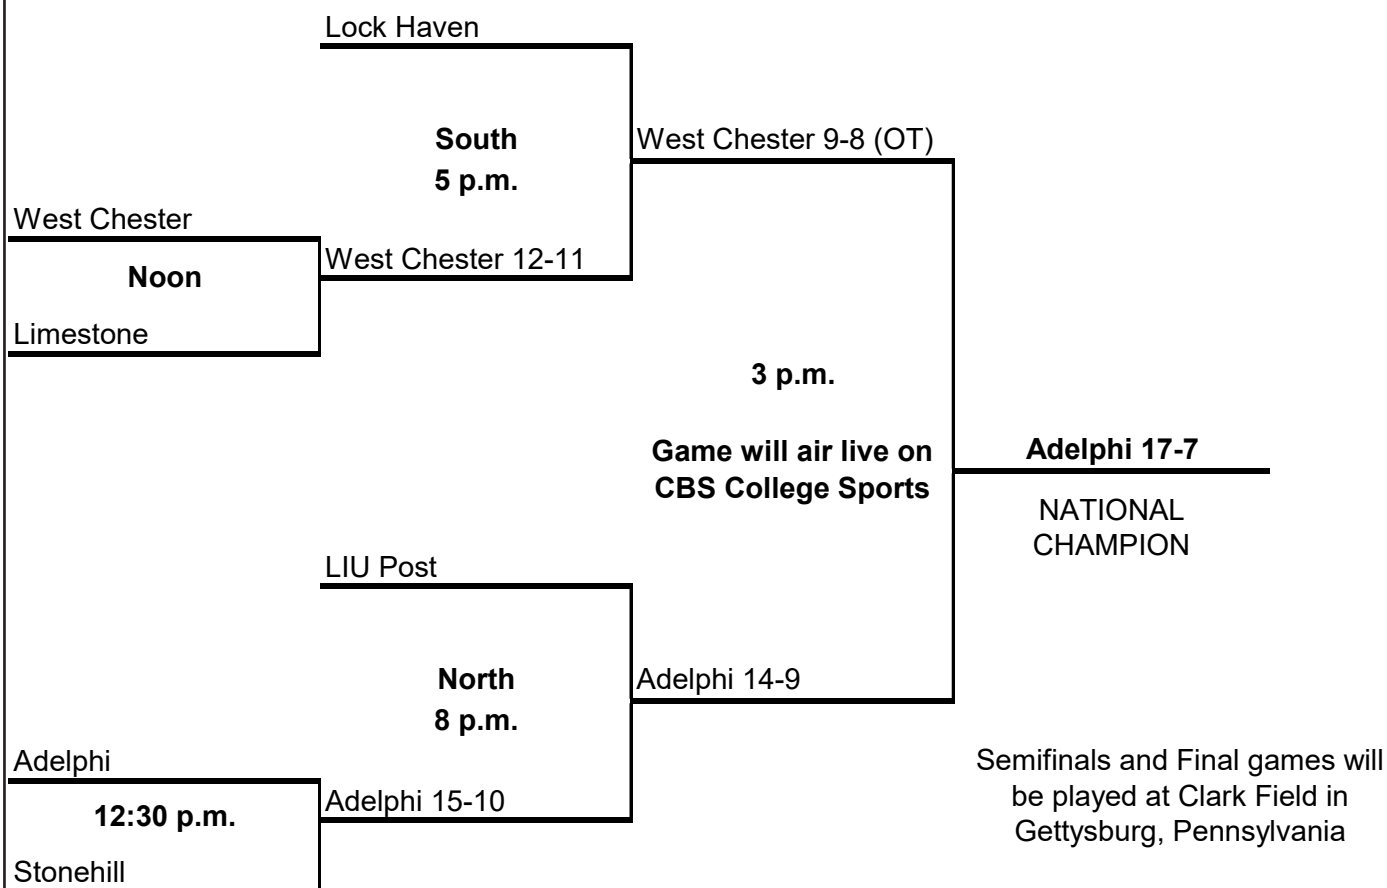 Lock Haven
South
5 p.m.
West Chester 9-8 (OT)
West Chester
Noon
West Chester 12-11
Limestone
3 p.m.
Game will air live on
CBS College Sports
Adelphi 17-7
NATIONAL
CHAMPION
LIU Post
North
8 p.m.
Adelphi 14-9
Adelphi
12:30 p.m.
Adelphi 15-10
Stonehill
Semifinals and Final games will
be played at Clark Field in
Gettysburg, Pennsylvania